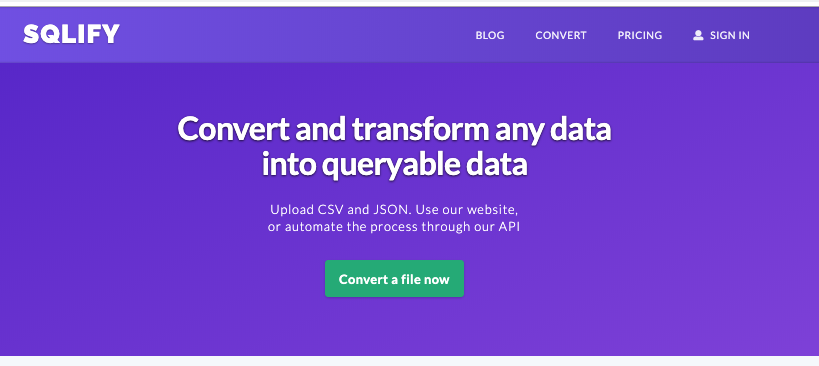 SQLIFY
BLOG CONVERT PRICING SIGN IN
Convert and transform any data
into queryable data
Upload CSV and JSON. Use our website,
or automate the process through our API
Convert a file now